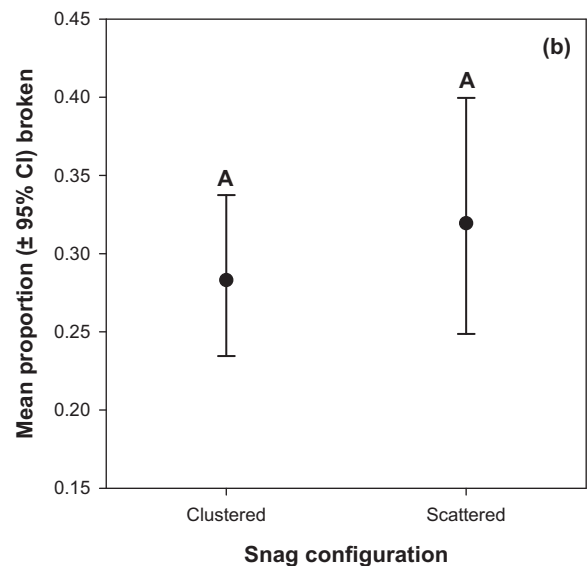 (b)
Mean proportion (± 95% CI) broken
0.45
0.40
0.35
0.30
0.25
0.20
0.15
A
A
Clustered
Scattered
Snag configuration